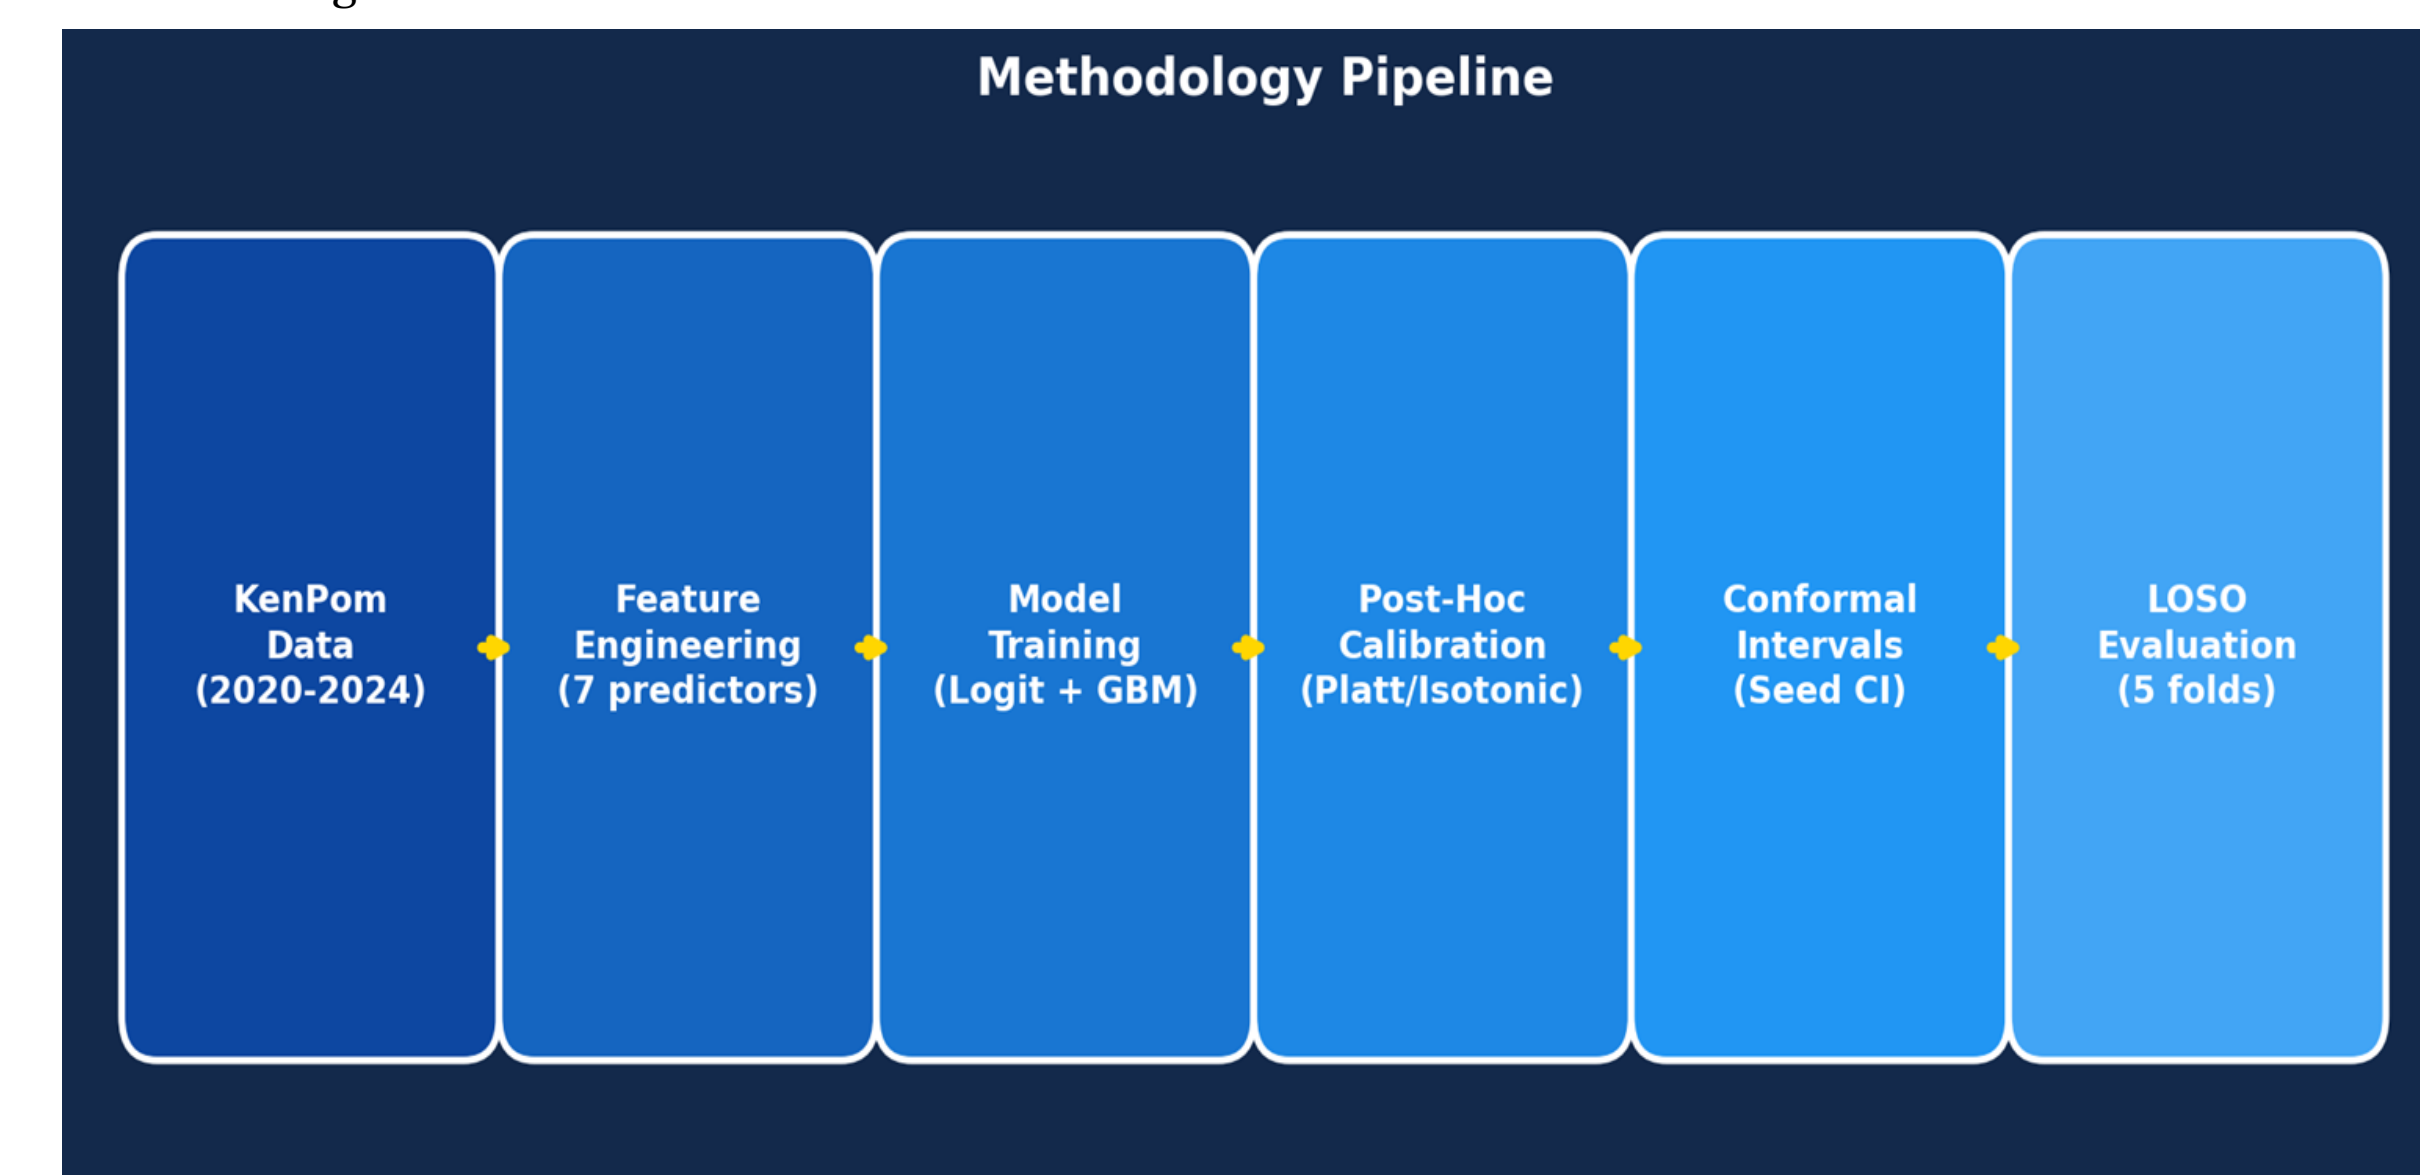 Methodology Pipeline
KenPom
Data
(2020-2024)
Feature
Engineering
(7 predictors)
Model
Training
(Logit + GBM)
Post-Hoc
Calibration
(Platt/Isotonic)
Conformal
Intervals
(Seed CI)
LOSO
Evaluation
(5 folds)